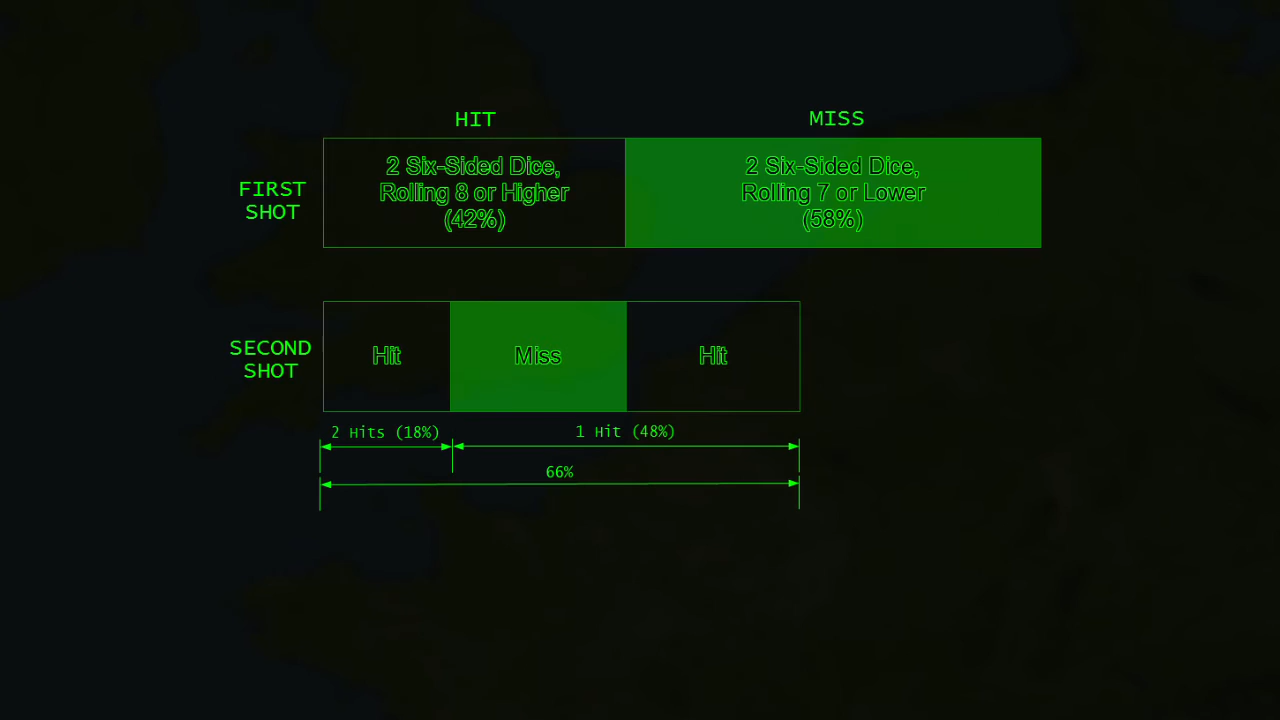 HIT
MISS
FIRST
SHOT
2 Six-Sided Dice,
Rolling 8 or Higher
(42%)
2 Six-Sided Dice,
Rolling 7 or Lower
(58%)
SECOND
SHOT
Hit
Miss
Hit
2 Hits (18%)
1 Hit (48%)
66%